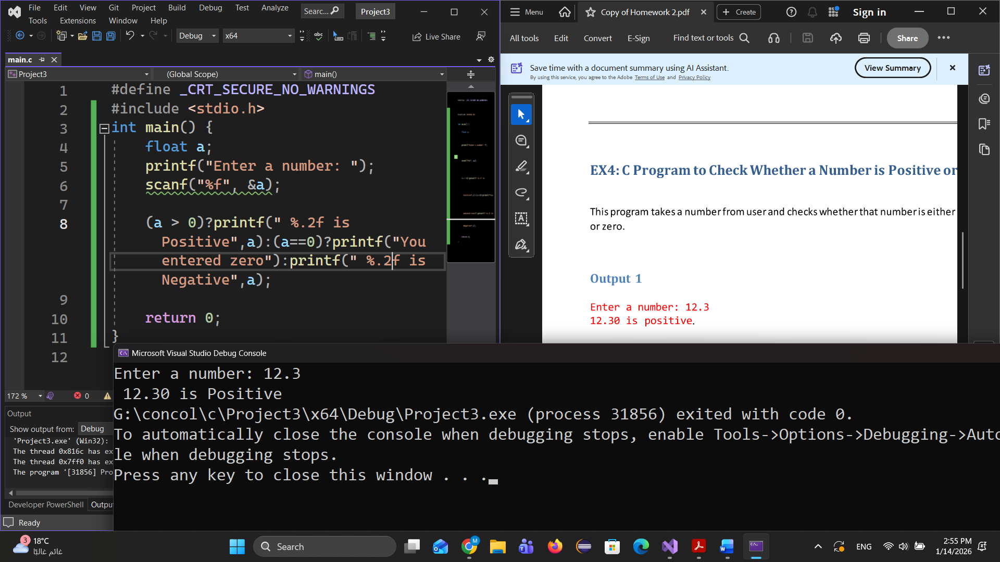 File Edit View Git Project Build Debug Test Analyze Searc... Project3
Tools Extensions Window Help
Debug x64 Live Share
main.c
Project3 (Global Scope) main()
1 #define _CRT_SECURE_NO_WARNINGS
2 #include <stdio.h>
3 int main() {
4 float a;
5 printf("Enter a number: ");
6 scanf("%f", &a);
7
8 (a > 0)?printf(" %.2f is
Positive",a):(a==0)?printf("You
entered zero"):printf(" %.2f is
Negative",a);
9
10 return 0;
11 }
12
172 % 0
Output
Show output from: Debug
'Project3.exe' (Win32):
The thread 0x816c has ex
The thread 0x7ff0 has ex
The program '[31856] Pro
Developer PowerShell Outpu
Ready
Menu Copy of Homework 2.pdf Create Sign in
All tools Edit Convert E-Sign Find text or tools Share
Save time with a document summary using AI Assistant.
By using this service, you agree to the Adobe Terms of Use and Privacy Policy
View Summary
EX4: C Program to Check Whether a Number is Positive or
This program takes a number from user and checks whether that number is either
or zero.
Output 1
Enter a number: 12.3
12.30 is positive.
Microsoft Visual Studio Debug Console
Enter a number: 12.3
12.30 is Positive
G:\concol\c\Project3\x64\Debug\Project3.exe (process 31856) exited with code 0.
To automatically close the console when debugging stops, enable Tools->Options->Debugging->Auto
le when debugging stops.
Press any key to close this window . . .
3 18°C
غائم غالبًا
Search
ENG
2:55 PM
1/14/2026